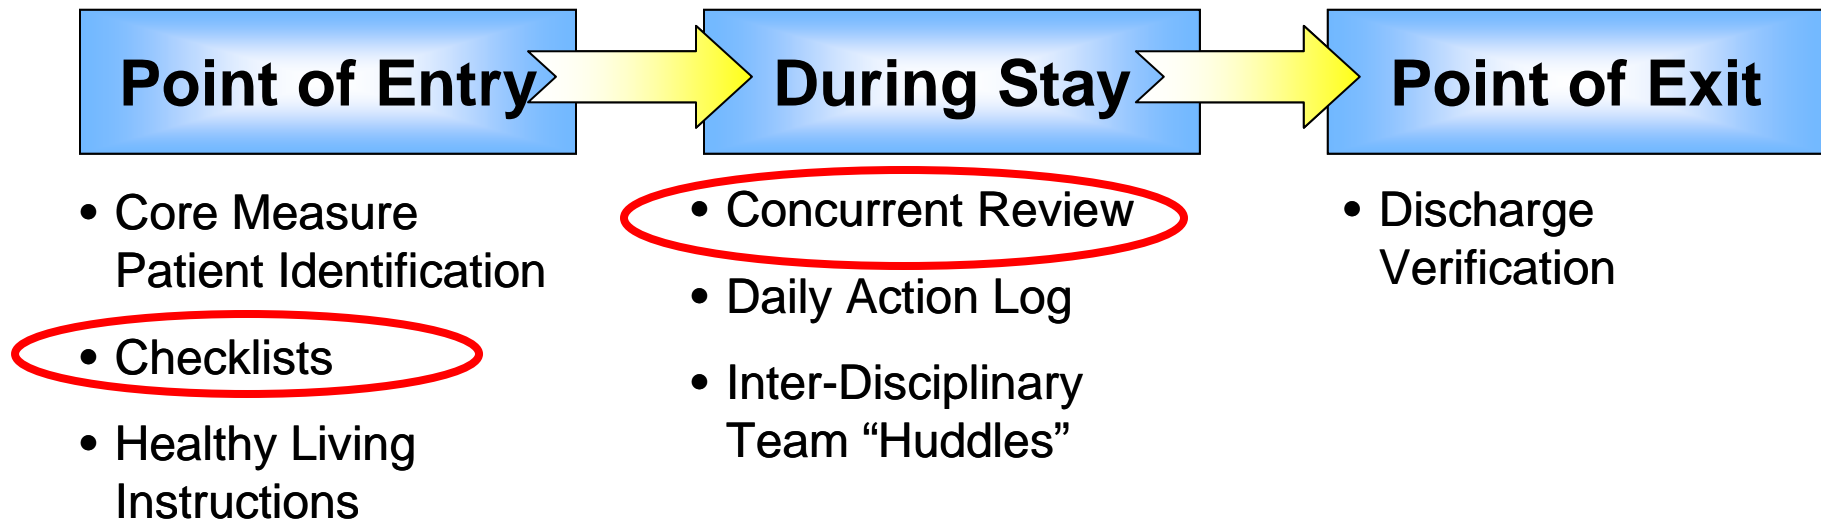 Point of Entry
During Stay
Point of Exit
• Core Measure
Patient Identification
• Checklists
• Healthy Living
Instructions
• Concurrent Review
• Daily Action Log
• Inter-Disciplinary
Team “Huddles”
• Discharge
Verification